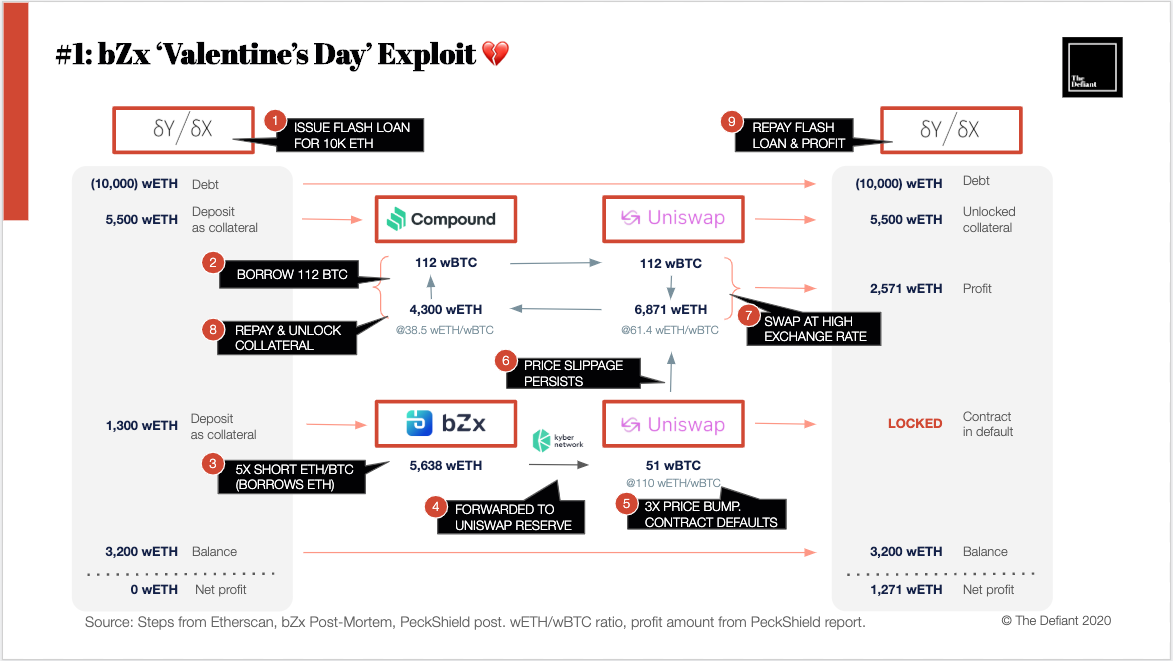 #1: bZx ‘Valentine’s Day’ Exploit 💔
The
Defiant
δY/δX
1
ISSUE FLASH LOAN
FOR 10K ETH
9
REPAY FLASH
LOAN & PROFIT
δY/δX
(10,000) wETH Debt
(10,000) wETH Debt
5,500 wETH
Deposit
as collateral
Compound
Uniswap
5,500 wETH
Unlocked
collateral
2
BORROW 112 BTC
112 wBTC
112 wBTC
2,571 wETH Profit
4,300 wETH
@38.5 wETH/wBTC
6,871 wETH
@61.4 wETH/wBTC
8
REPAY & UNLOCK
COLLATERAL
7
SWAP AT HIGH
EXCHANGE RATE
6
PRICE SLIPPAGE
PERSISTS
1,300 wETH
Deposit
as collateral
bZx
kyber
network
Uniswap
LOCKED
Contract
in default
3
5X SHORT ETH/BTC
(BORROWS ETH)
5,638 wETH
51 wBTC
@110 wETH/wBTC
4
FORWARDED TO
UNISWAP RESERVE
5
3X PRICE BUMP.
CONTRACT DEFAULTS
3,200 wETH Balance
3,200 wETH Balance
0 wETH Net profit
1,271 wETH Net profit
Source: Steps from Etherscan, bZx Post-Mortem, PeckShield post. wETH/wBTC ratio, profit amount from PeckShield report.
© The Defiant 2020